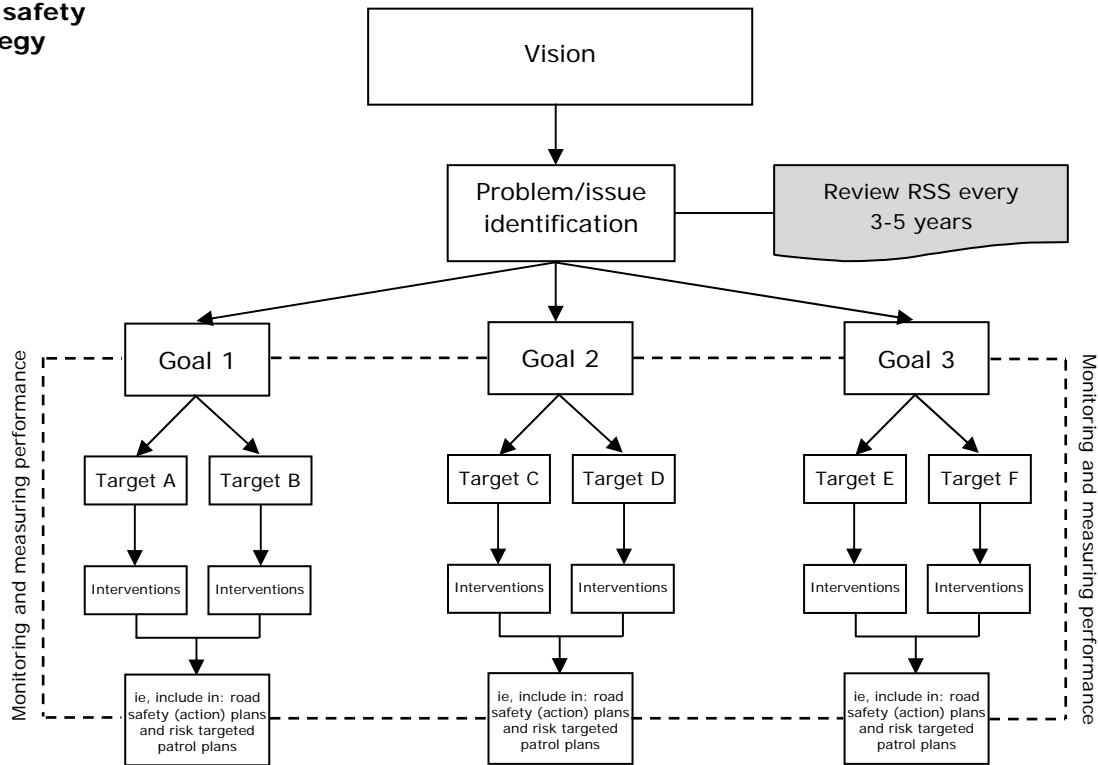 safety
egy
Vision
Problem/issue
identification
Review RSS every
3-5 years
Goal 1
Goal 2
Goal 3
Monitoring and measuring performance
Monitoring and measuring performance
Target A
Target B
Target C
Target D
Target E
Target F
Interventions
Interventions
Interventions
Interventions
Interventions
Interventions
ie, include in: road
safety (action) plans
and risk targeted
patrol plans
ie, include in: road
safety (action) plans
and risk targeted
patrol plans
ie, include in: road
safety (action) plans
and risk targeted
patrol plans